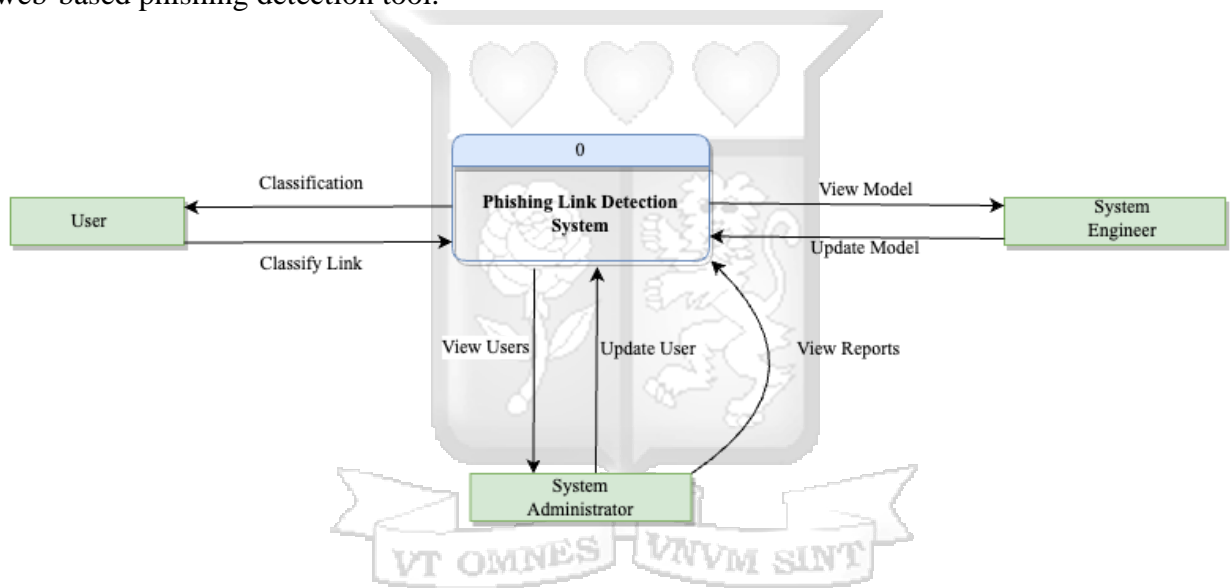 web-based phishing detection tool.
0
Classification
Phishing Link Detection
System
View Model
User
System
Engineer
Classify Link
Update Model
View Users
Update User
View Reports
System
Administrator
VT OMNES VNVM SINT